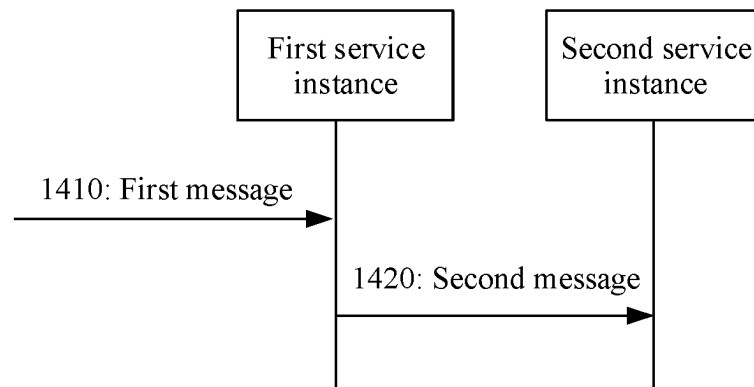 First service
instance
Second service
instance
1410: First message
1420: Second message